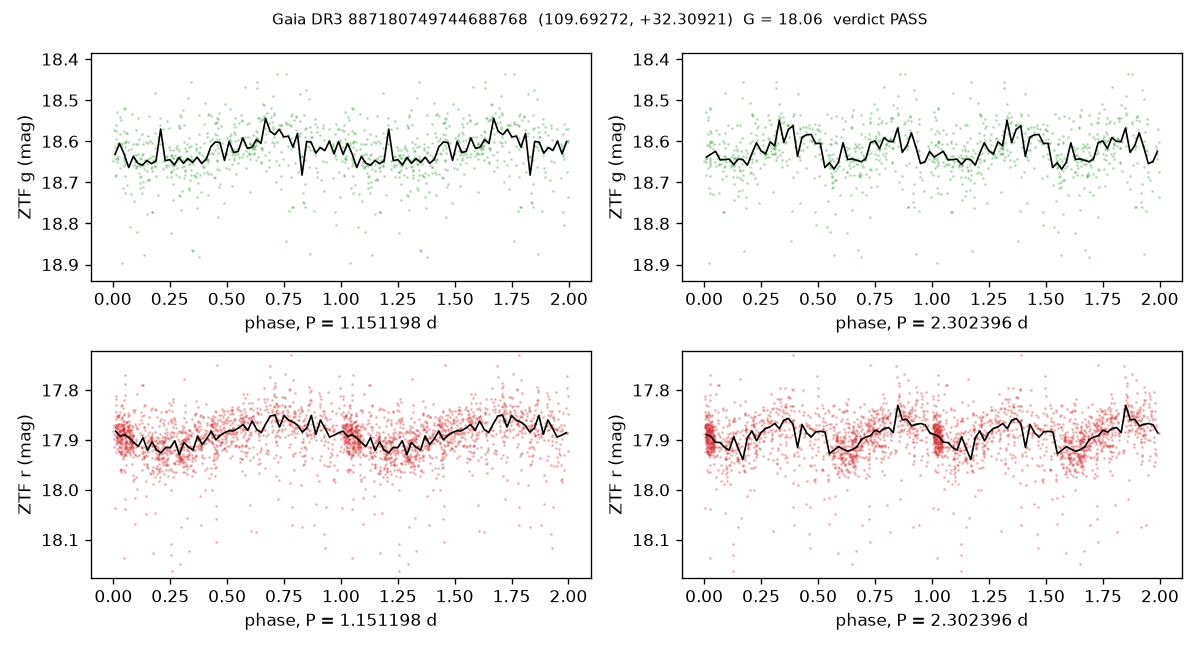 Gaia DR3 887180749744688768 (109.69272, +32.30921) G = 18.06 verdict PASS
ZTF g (mag)
18.4
18.5
18.6
18.7
18.8
18.9
0.00 0.25 0.50 0.75 1.00 1.25 1.50 1.75 2.00
phase, P = 1.151198 d
ZTF g (mag)
18.4
18.5
18.6
18.7
18.8
18.9
0.00 0.25 0.50 0.75 1.00 1.25 1.50 1.75 2.00
phase, P = 2.302396 d
ZTF r (mag)
17.8
17.9
18.0
18.1
0.00 0.25 0.50 0.75 1.00 1.25 1.50 1.75 2.00
phase, P = 1.151198 d
ZTF r (mag)
17.8
17.9
18.0
18.1
0.00 0.25 0.50 0.75 1.00 1.25 1.50 1.75 2.00
phase, P = 2.302396 d